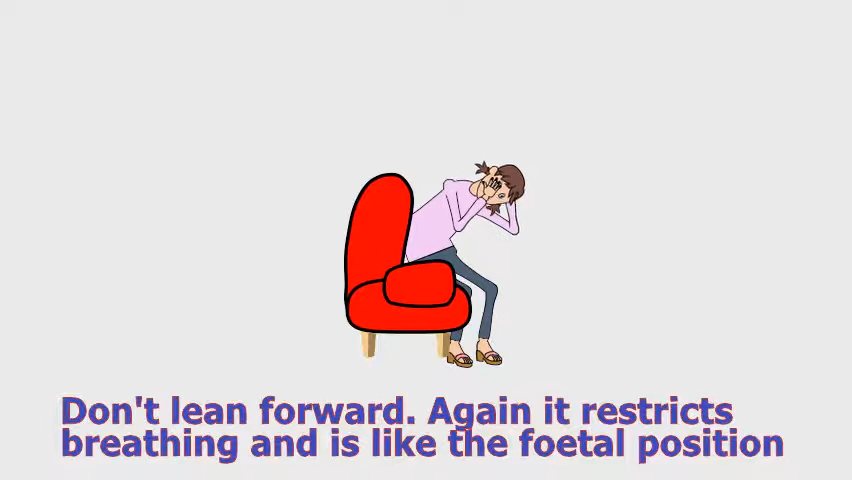 Don't lean forward. Again it restricts
breathing and is like the foetal position